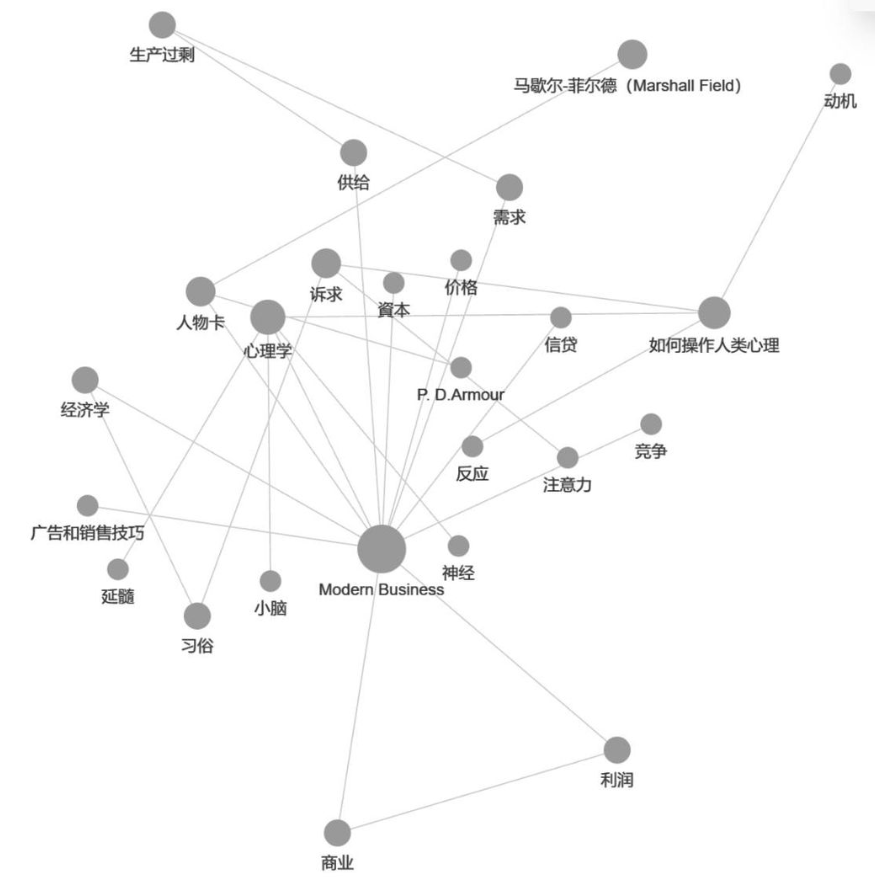 生产过剩
马歇尔-菲尔德（Marshall Field）
动机
供给
需求
诉求
資本
价格
人物卡
心理学
信贷
如何操作人类心理
P. D.Armour
经济学
反应
注意力
竞争
广告和销售技巧
延髓
小脑
Modern Business
神经
习俗
利润
商业